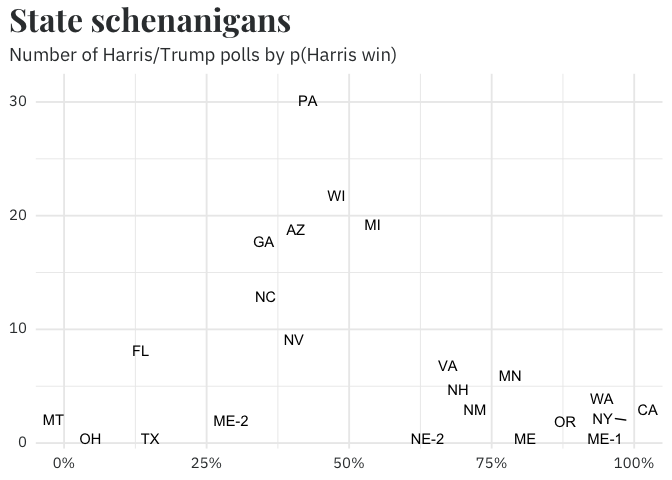 State schenanigans
Number of Harris/Trump polls by p(Harris win)
30
PA
WI
20
MI
AZ
GA
NC
10
NV
FL
VA
MN
NH
WA
NM
CA
MT
ME-2
OR
NY
0
OH
TX
NE-2
ME
ME-1
0%
25%
50%
75%
100%